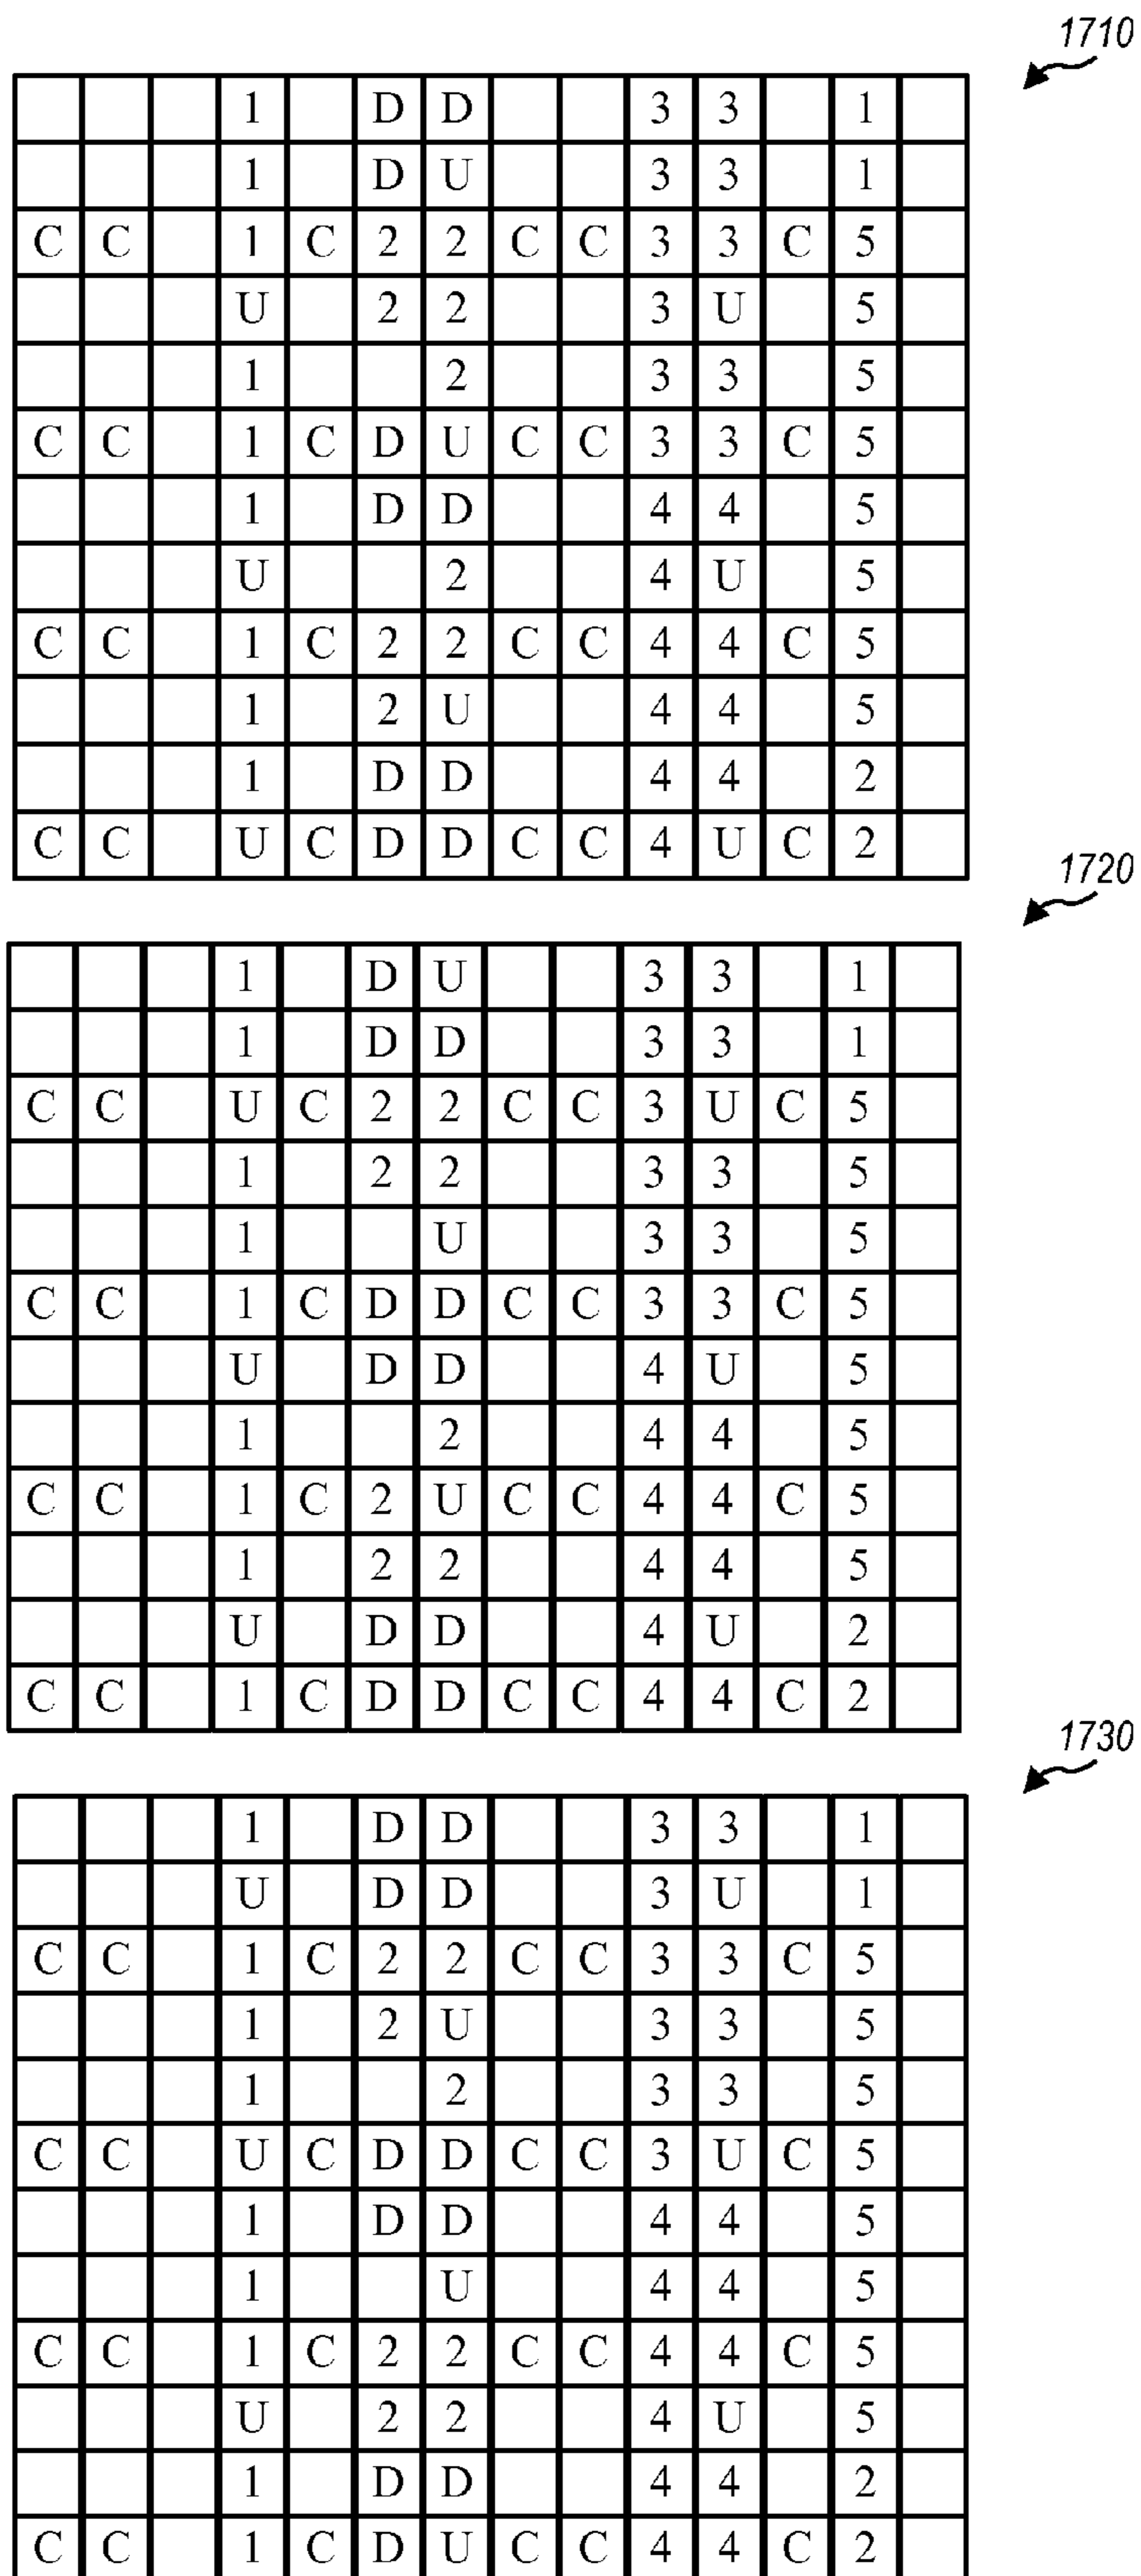 1710
1 D D 3 3 1
1 D U 3 3 1
C C 1 C 2 2 C C 3 3 C 5
U 2 2 3 U 5
1 2 3 3 5
C C 1 C D U C C 3 3 C 5
1 D D 4 4 5
U 2 4 U 5
C C 1 C 2 2 C C 4 4 C 5
1 2 U 4 4 5
1 D D 4 4 2
C C U C D D C C 4 U C 2
1720
1 D U 3 3 1
1 D D 3 3 1
C C U C 2 2 C C 3 U C 5
1 2 2 3 3 5
1 U 3 3 5
C C 1 C D D C C 3 3 C 5
U D D 4 U 5
1 2 4 4 5
C C 1 C 2 U C C 4 4 C 5
1 2 2 4 4 5
U D D 4 U 2
C C 1 C D D C C 4 4 C 2
1730
1 D D 3 3 1
U D D 3 U 1
C C 1 C 2 2 C C 3 3 C 5
1 2 U 3 3 5
1 2 3 3 5
C C U C D D C C 3 U C 5
1 D D 4 4 5
1 U 4 4 5
C C 1 C 2 2 C C 4 4 C 5
U 2 2 4 U 5
1 D D 4 4 2
C C 1 C D U C C 4 4 C 2